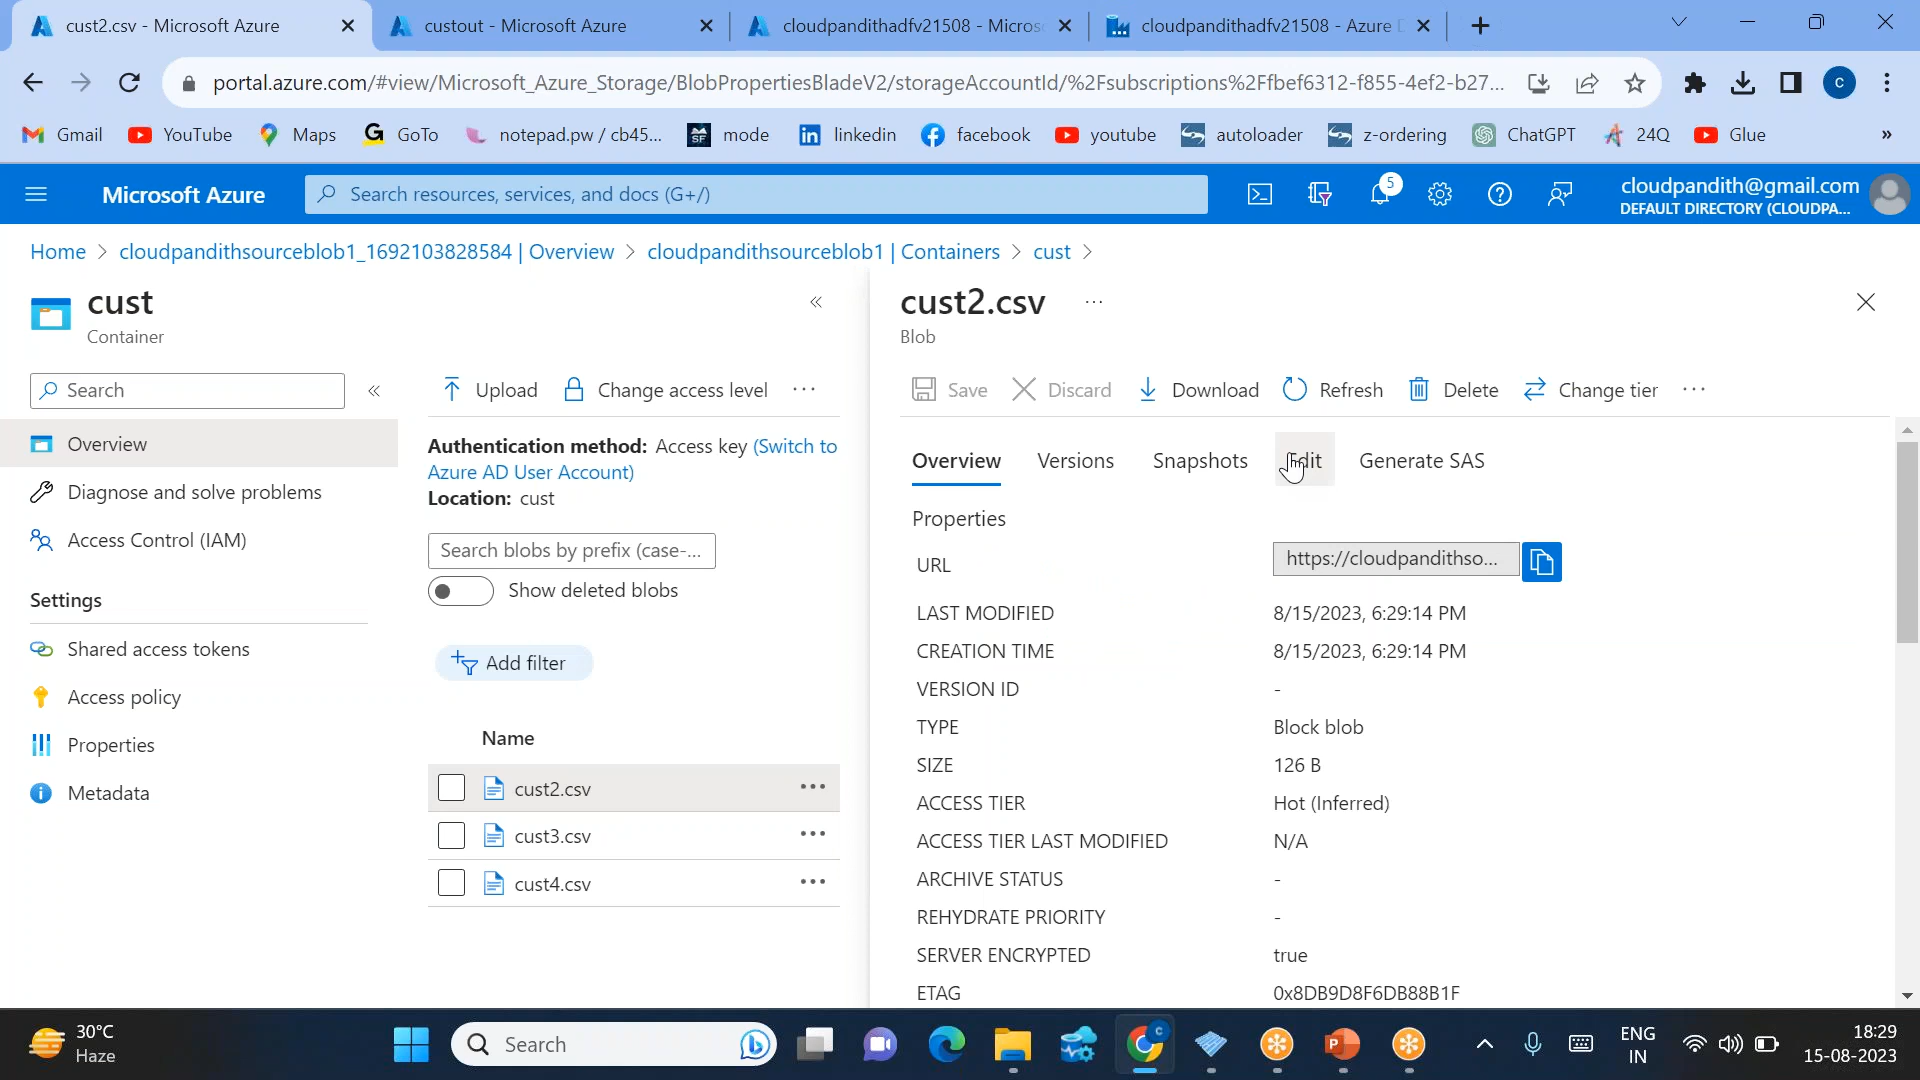 cust2.csv - Microsoft Azure
custout - Microsoft Azure
cloudpandithadfv21508 - Micros
cloudpandithadfv21508 - Azure D
portal.azure.com/#view/Microsoft_Azure_Storage/BlobPropertiesBladeV2/storageAccountId/%2Fsubscriptions%2Ffbef6312-f855-4ef2-b27...
C
Gmail
YouTube
Maps
GoTo
notepad.pw / cb45...
mode
linkedin
facebook
youtube
autoloader
z-ordering
ChatGPT
24Q
Glue
»
Microsoft Azure
Search resources, services, and docs (G+/)
5
cloudpandith@gmail.com
DEFAULT DIRECTORY (CLOUDPA...
Home > cloudpandithsourceblob1_1692103828584 | Overview > cloudpandithsourceblob1 | Containers > cust >
cust
Container
«
Search
«
Overview
Diagnose and solve problems
Access Control (IAM)
Settings
Shared access tokens
Access policy
Properties
Metadata
Upload
Change access level
...
Authentication method: Access key (Switch to
Azure AD User Account)
Location: cust
Search blobs by prefix (case-...
Show deleted blobs
Add filter
Name
cust2.csv
cust3.csv
cust4.csv
cust2.csv
...
Blob
Save
Discard
Download
Refresh
Delete
Change tier
...
Overview
Versions
Snapshots
Edit
Generate SAS
Properties
URL https://cloudpandithso...
LAST MODIFIED 8/15/2023, 6:29:14 PM
CREATION TIME 8/15/2023, 6:29:14 PM
VERSION ID -
TYPE Block blob
SIZE 126 B
ACCESS TIER Hot (Inferred)
ACCESS TIER LAST MODIFIED N/A
ARCHIVE STATUS -
REHYDRATE PRIORITY -
SERVER ENCRYPTED true
ETAG 0x8DB9D8F6DB88B1F
30°C
Haze
Search
ENG
IN
18:29
15-08-2023